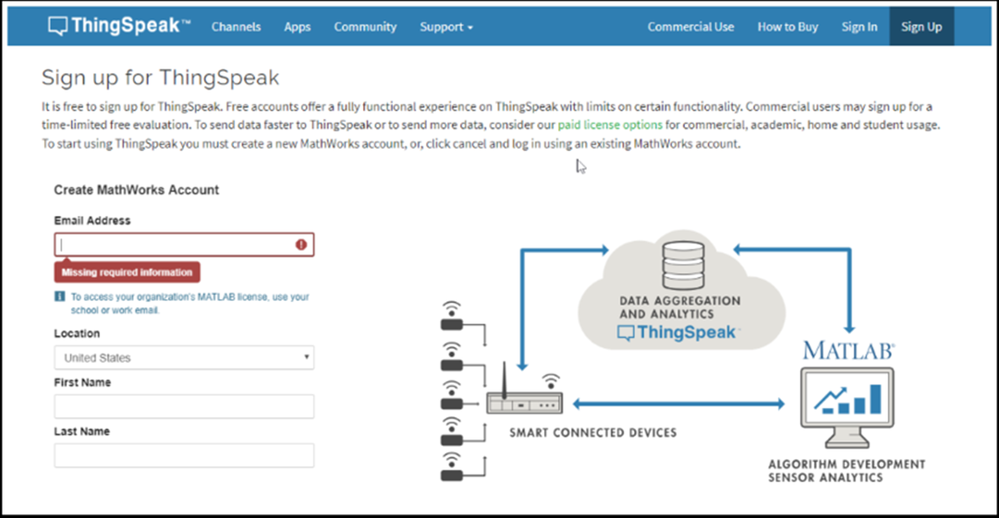 ThingSpeak™ Channels Apps Community Support Commercial Use How to Buy Sign In Sign Up
Sign up for ThingSpeak
It is free to sign up for ThingSpeak. Free accounts offer a fully functional experience on ThingSpeak with limits on certain functionality. Commercial users may sign up for a
time-limited free evaluation. To send data faster to ThingSpeak or to send more data, consider our paid license options for commercial, academic, home and student usage.
To start using ThingSpeak you must create a new MathWorks account, or, click cancel and log in using an existing MathWorks account.
Create MathWorks Account
Email Address
Missing required information
To access your organization's MATLAB license, use your
school or work email.
Location
United States
First Name
Last Name
DATA AGGREGATION
AND ANALYTICS
ThingSpeak™
SMART CONNECTED DEVICES
MATLAB®
ALGORITHM DEVELOPMENT
SENSOR ANALYTICS